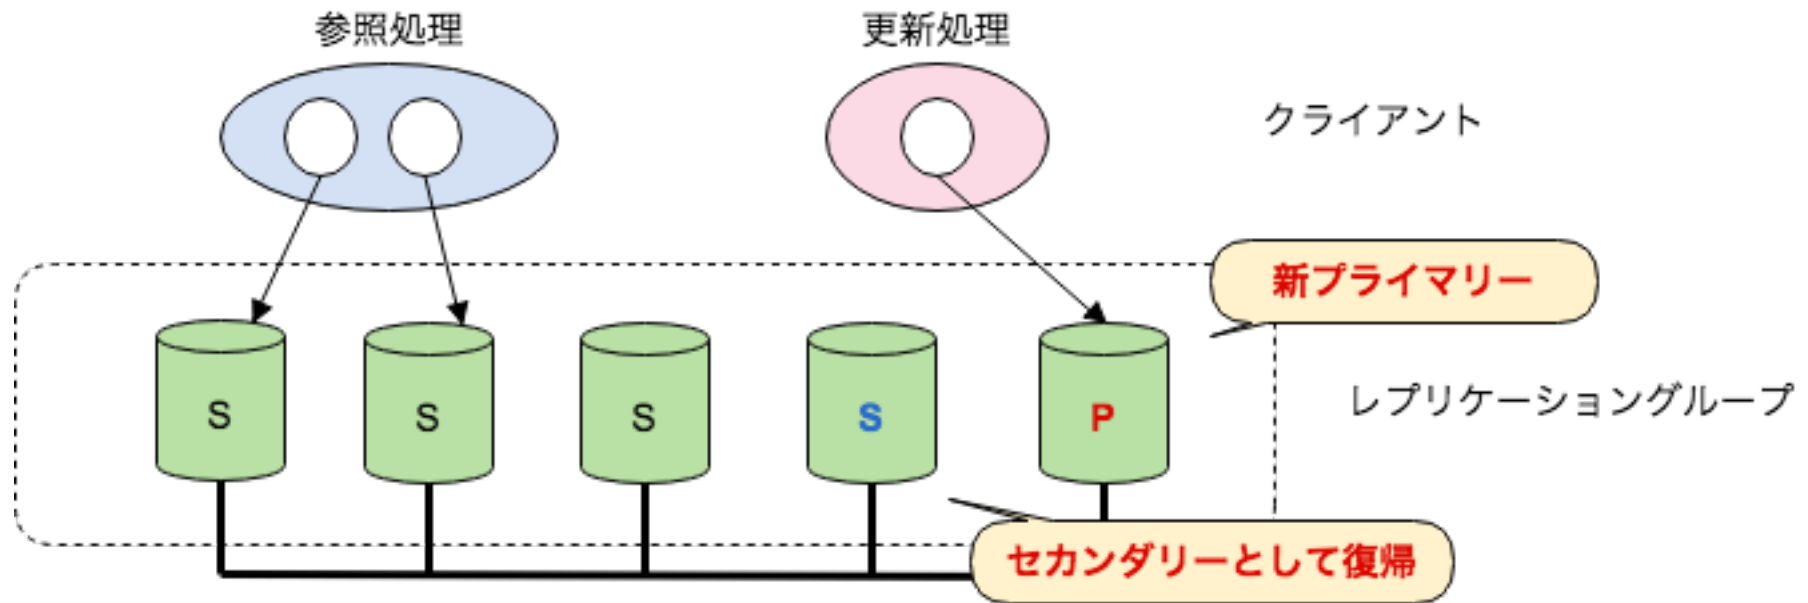 参照処理
更新処理
クライアント
新プライマリー
S
S
S
S
P
レプリケーショングループ
セカンダリーとして復帰